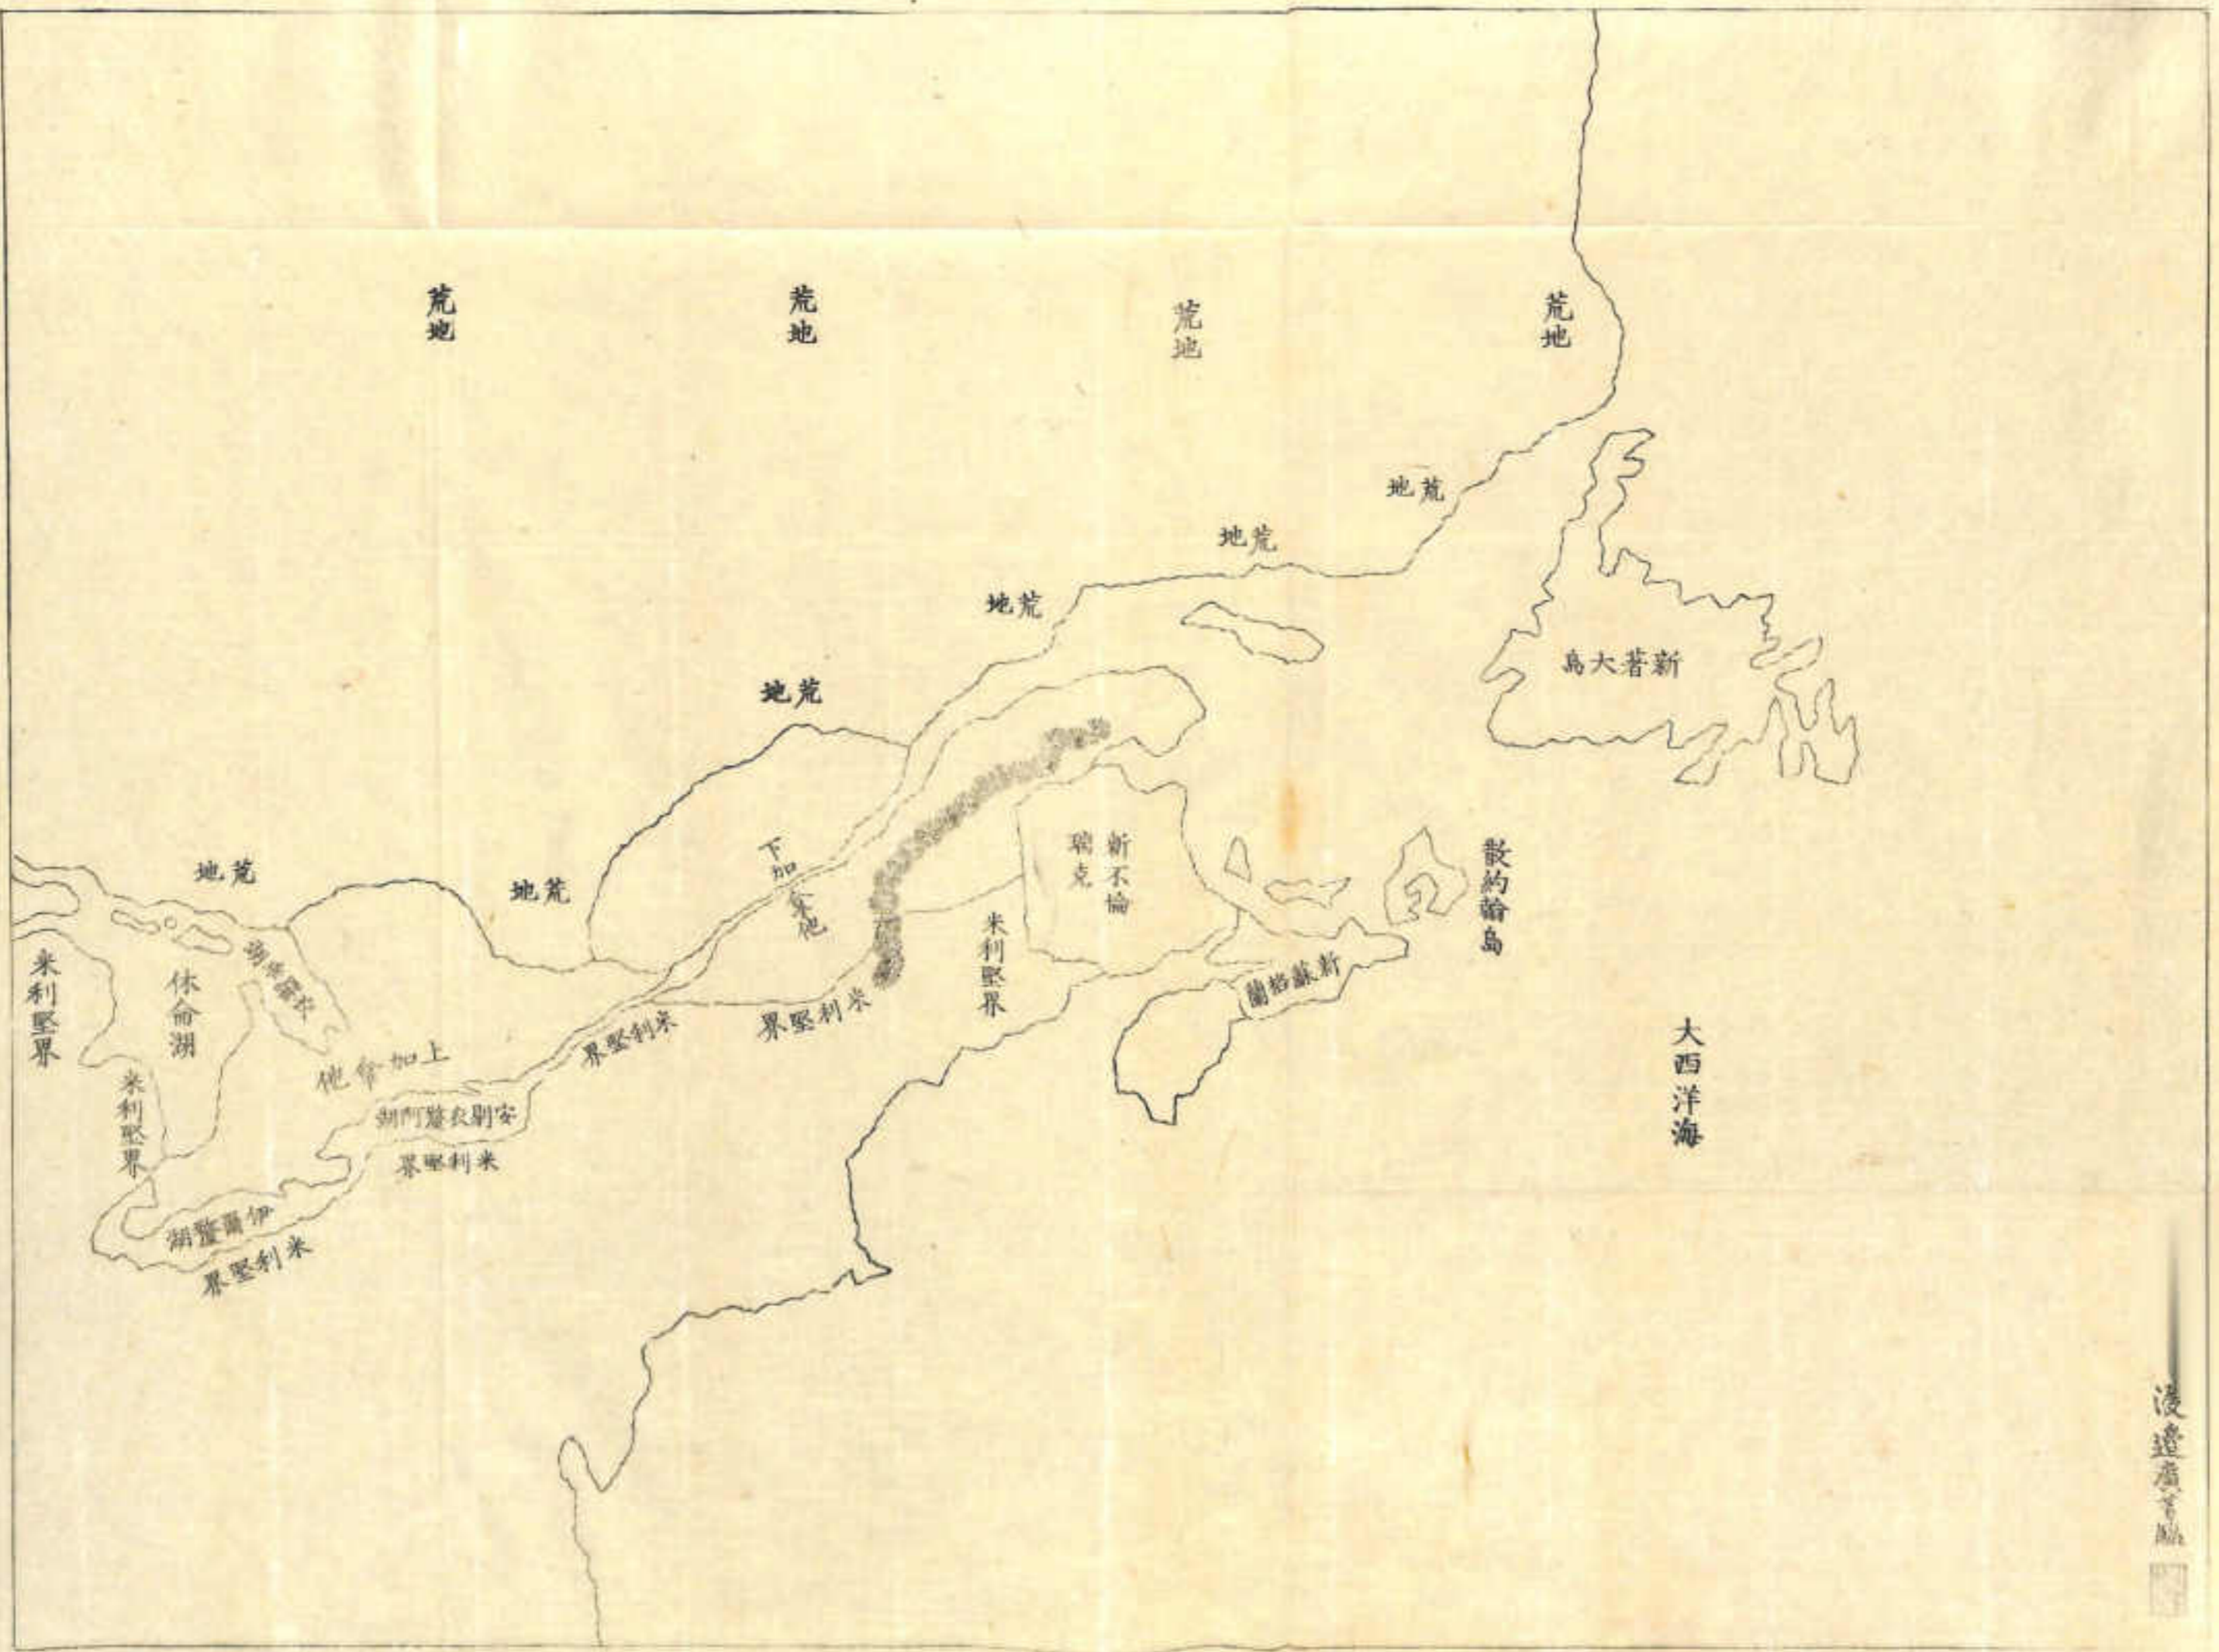 荒地
荒地
荒地
荒地
荒地
荒地
荒地
荒地
荒地
荒地
新著大島
散約翰島
大西洋海
新不倫
瑞克
新蘇格蘭
米利堅界
下加拿他
米利堅界
米利堅界
上加拿他
安剔衣釐阿湖
米利堅界
休侖湖
米利堅界
米利堅界
伊爾釐湖
米利堅界